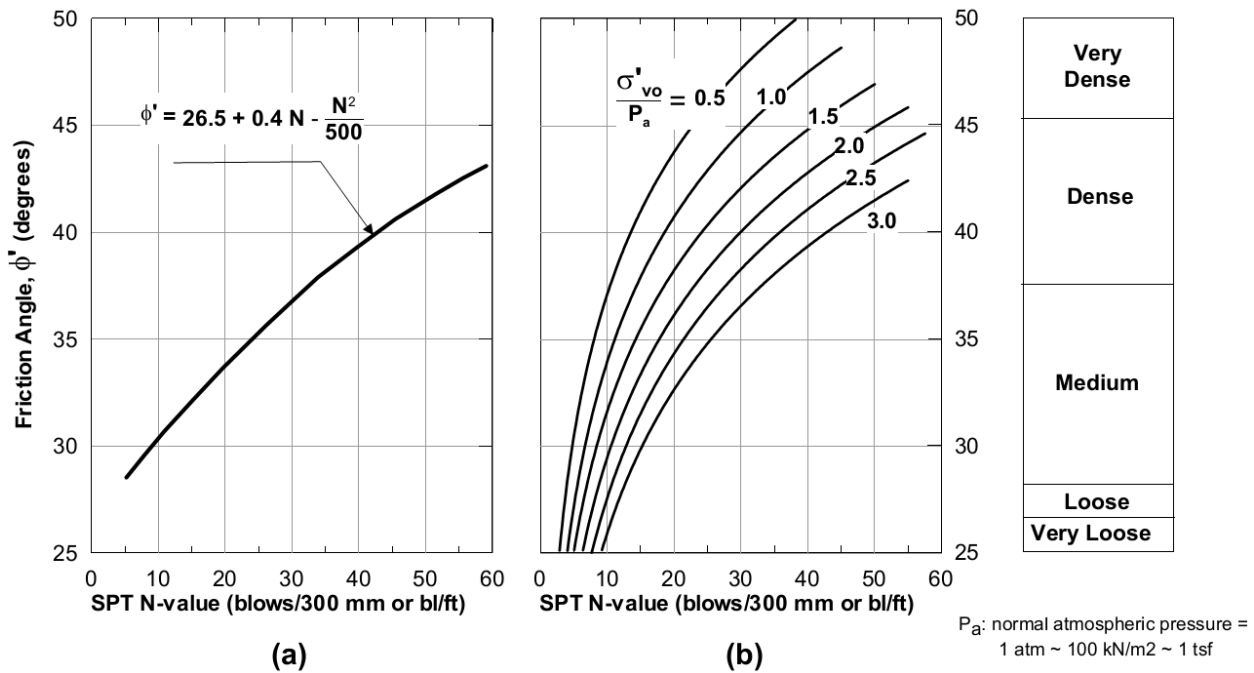 50
45
40
35
30
25
Friction Angle, ϕ' (degrees)
ϕ' = 26.5 + 0.4 N - N²/500
0 10 20 30 40 50 60
SPT N-value (blows/300 mm or bl/ft)
(a)
σ'vo/Pa = 0.5
1.0
1.5
2.0
2.5
3.0
0 10 20 30 40 50 60
SPT N-value (blows/300 mm or bl/ft)
(b)
50
45
40
35
30
25
Very
Dense
Dense
Medium
Loose
Very Loose
Pa: normal atmospheric pressure =
1 atm ~ 100 kN/m2 ~ 1 tsf